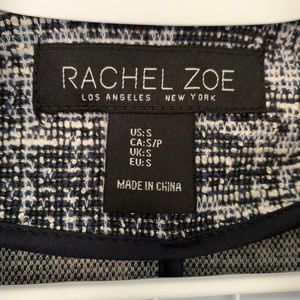 RACHEL ZOE
LOS ANGELES NEW YORK
US:S
CA:S/P
UK:S
EU:S
MADE IN CHINA